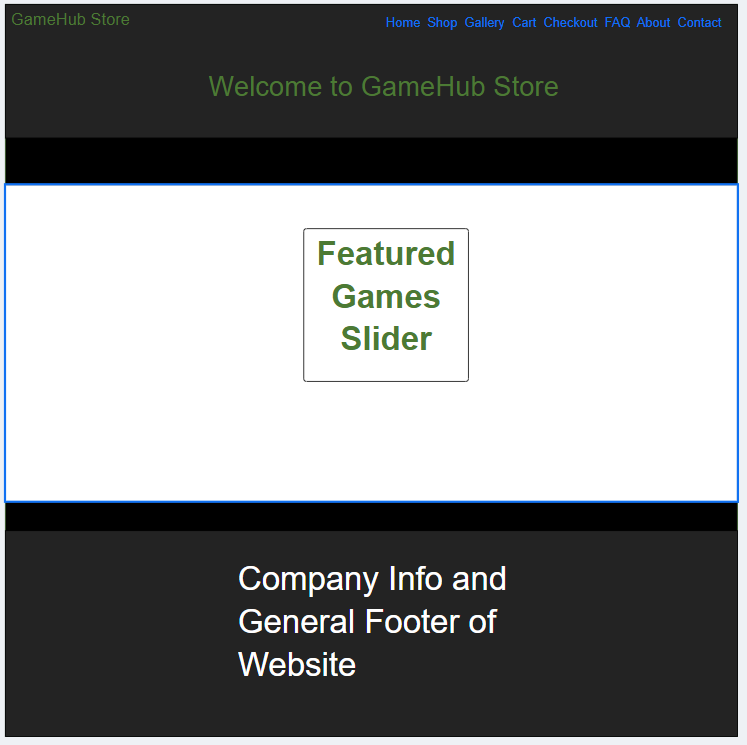 GameHub Store
Home Shop Gallery Cart Checkout FAQ About Contact
Welcome to GameHub Store
Featured
Games
Slider
Company Info and
General Footer of
Website